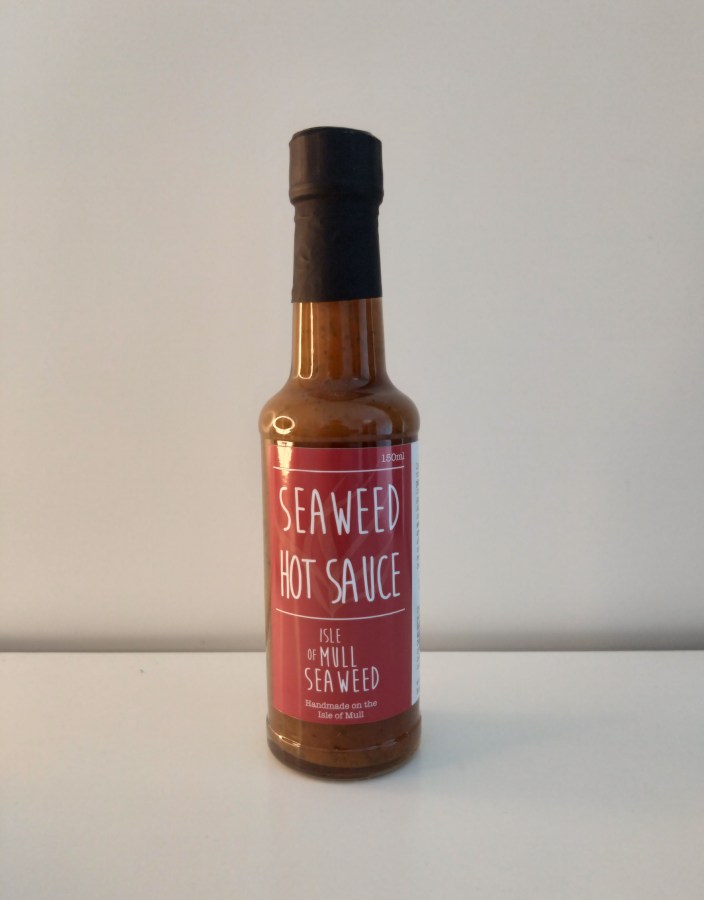 150ml
SEAWEED
HOT SAUCE
ISLE
OF MULL
SEAWEED
Handmade on the
Isle of Mull